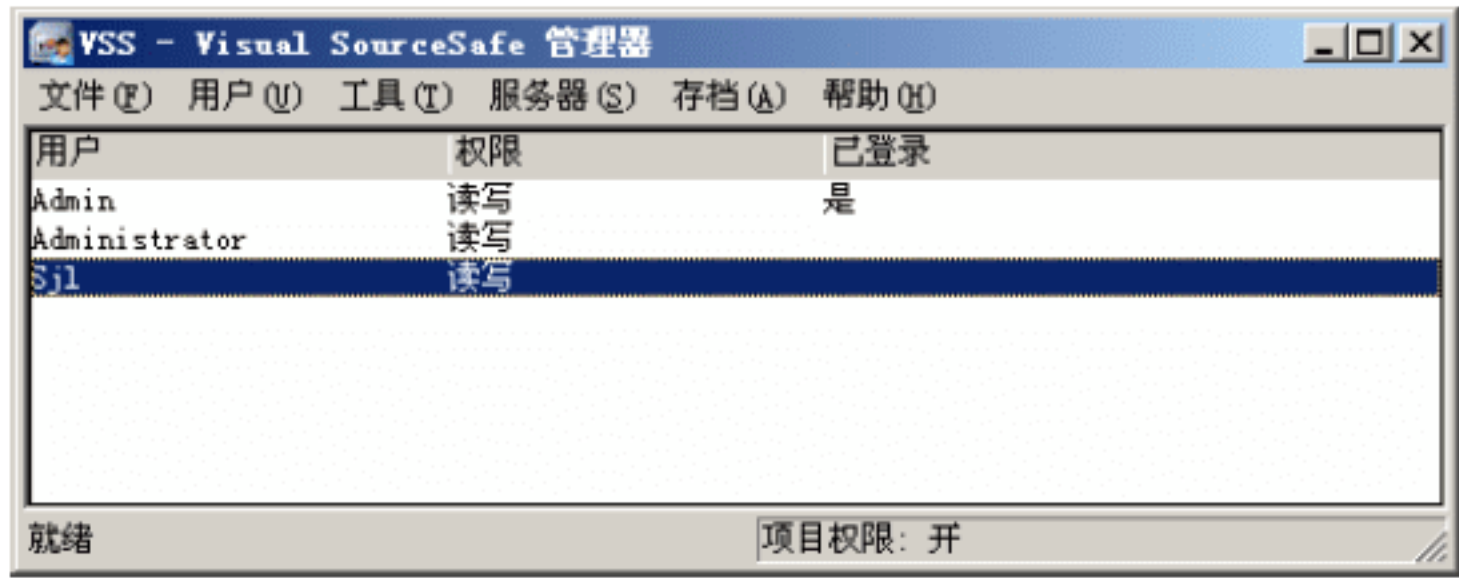 VSS - Visual SourceSafe 管理器
文件(F) 用户(U) 工具(T) 服务器(S) 存档(A) 帮助(H)
用户 权限 已登录
Admin 读写 是
Administrator 读写
Sjl 读写
就绪 项目权限: 开